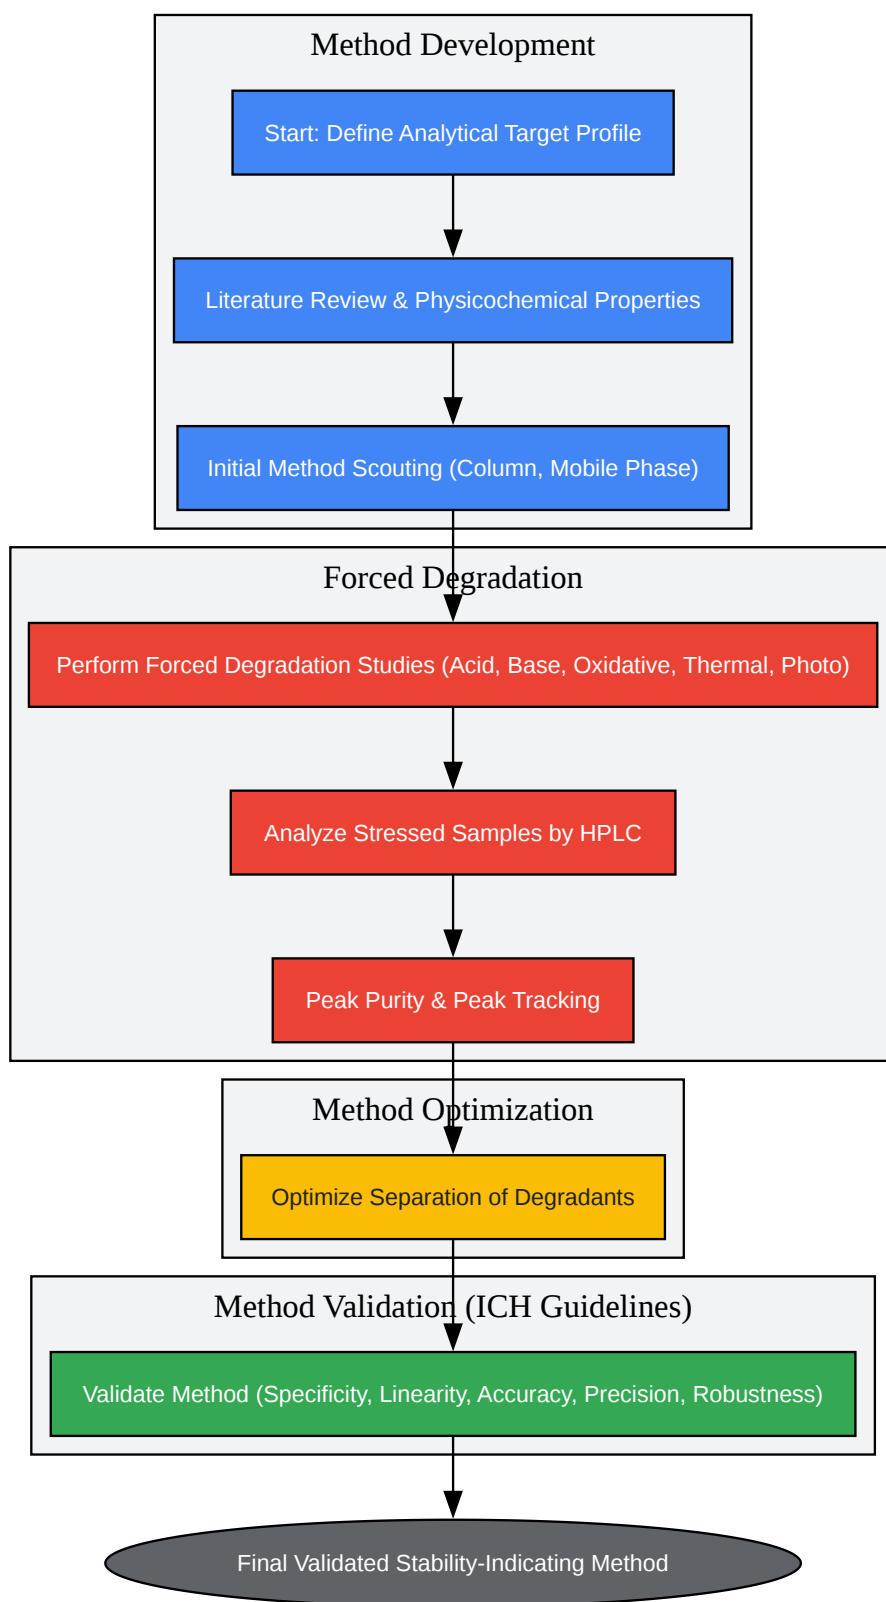 Method Development
Start: Define Analytical Target Profile
Literature Review & Physicochemical Properties
Initial Method Scouting (Column, Mobile Phase)
Forced Degradation
Perform Forced Degradation Studies (Acid, Base, Oxidative, Thermal, Photo)
Analyze Stressed Samples by HPLC
Peak Purity & Peak Tracking
Method Optimization
Optimize Separation of Degradants
Method Validation (ICH Guidelines)
Validate Method (Specificity, Linearity, Accuracy, Precision, Robustness)
Final Validated Stability-Indicating Method